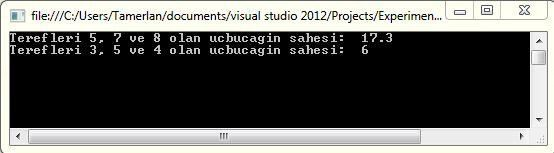 file:///C:/Users/Tamerlan/documents/visual studio 2012/Projects/Experimen...
Terefleri 5, 7 ve 8 olan ucbucagin sahesi:  17.3
Terefleri 3, 5 ve 4 olan ucbucagin sahesi:  6